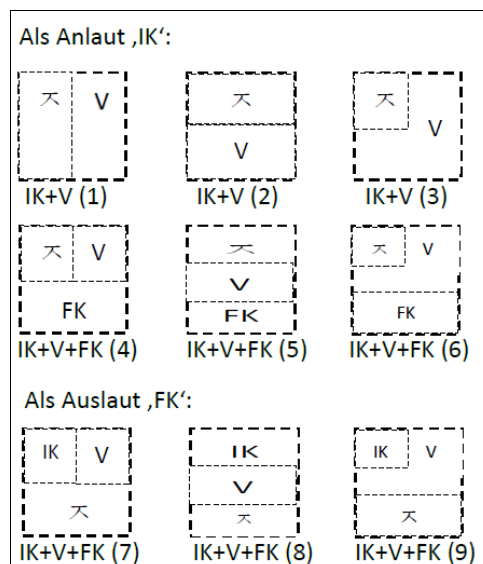 Als Anlaut ‚IK‘:
ㅈ V ㅈ ㅈ
V V
IK+V (1) IK+V (2) IK+V (3)
ㅈ V ㅈ ㅈ V
V
FK FK FK
IK+V+FK (4) IK+V+FK (5) IK+V+FK (6)
Als Auslaut ‚FK‘:
IK V IK IK V
V
ㅈ ㅈ ㅈ
IK+V+FK (7) IK+V+FK (8) IK+V+FK (9)